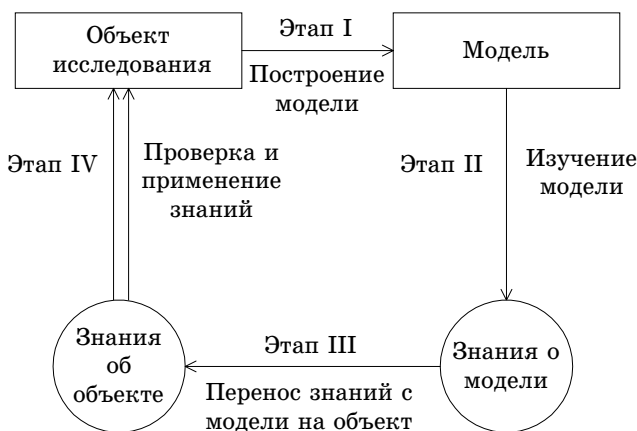 Объект
исследования
Этап I
Построение
модели
Модель
Этап IV
Проверка и
применение
знаний
Этап II
Изучение
модели
Знания
об
объекте
Этап III
Перенос знаний с
модели на объект
Знания о
модели